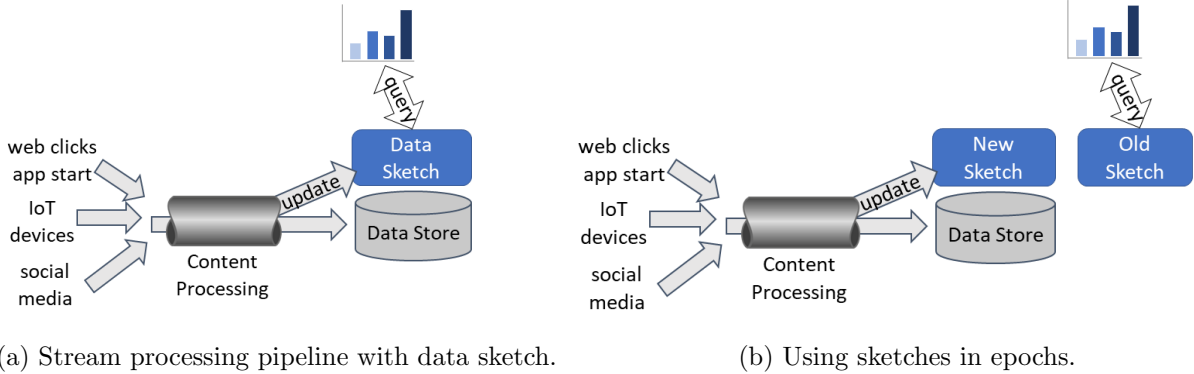 query
Data
Sketch
web clicks
app start
update
IoT
devices
Data Store
social
media
Content
Processing
(a) Stream processing pipeline with data sketch.
query
New
Sketch
Old
Sketch
web clicks
app start
update
IoT
devices
Data Store
social
media
Content
Processing
(b) Using sketches in epochs.